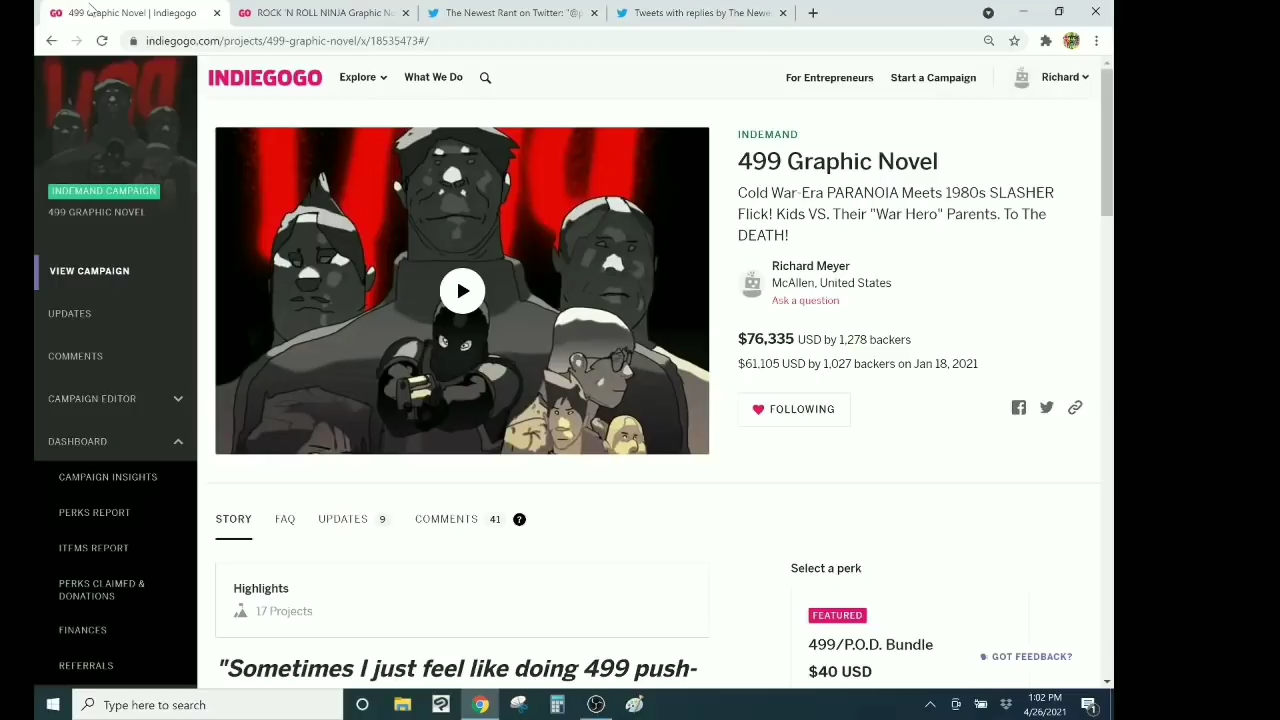 499 Graphic Novel | Indiegogo
ROCK 'N ROLL NINJA Graphic No
The Newest Rant on Twitter: "@p
Tweets with replies by The Newe
indiegogo.com/projects/499-graphic-novel/x/18535473#/
INDIEGOGO
Explore
What We Do
For Entrepreneurs
Start a Campaign
Richard
INDEMAND CAMPAIGN
499 GRAPHIC NOVEL
VIEW CAMPAIGN
UPDATES
COMMENTS
CAMPAIGN EDITOR
DASHBOARD
CAMPAIGN INSIGHTS
PERKS REPORT
ITEMS REPORT
PERKS CLAIMED &
DONATIONS
FINANCES
REFERRALS
INDEMAND
499 Graphic Novel
Cold War-Era PARANOIA Meets 1980s SLASHER
Flick! Kids VS. Their "War Hero" Parents. To The
DEATH!
Richard Meyer
McAllen, United States
Ask a question
$76,335 USD by 1,278 backers
$61,105 USD by 1,027 backers on Jan 18, 2021
FOLLOWING
STORY
FAQ
UPDATES 9
COMMENTS 41 ?
Highlights
17 Projects
"Sometimes I just feel like doing 499 push-
Select a perk
FEATURED
499/P.O.D. Bundle
$40 USD
GOT FEEDBACK?
Type here to search
1:02 PM
4/26/2021
1